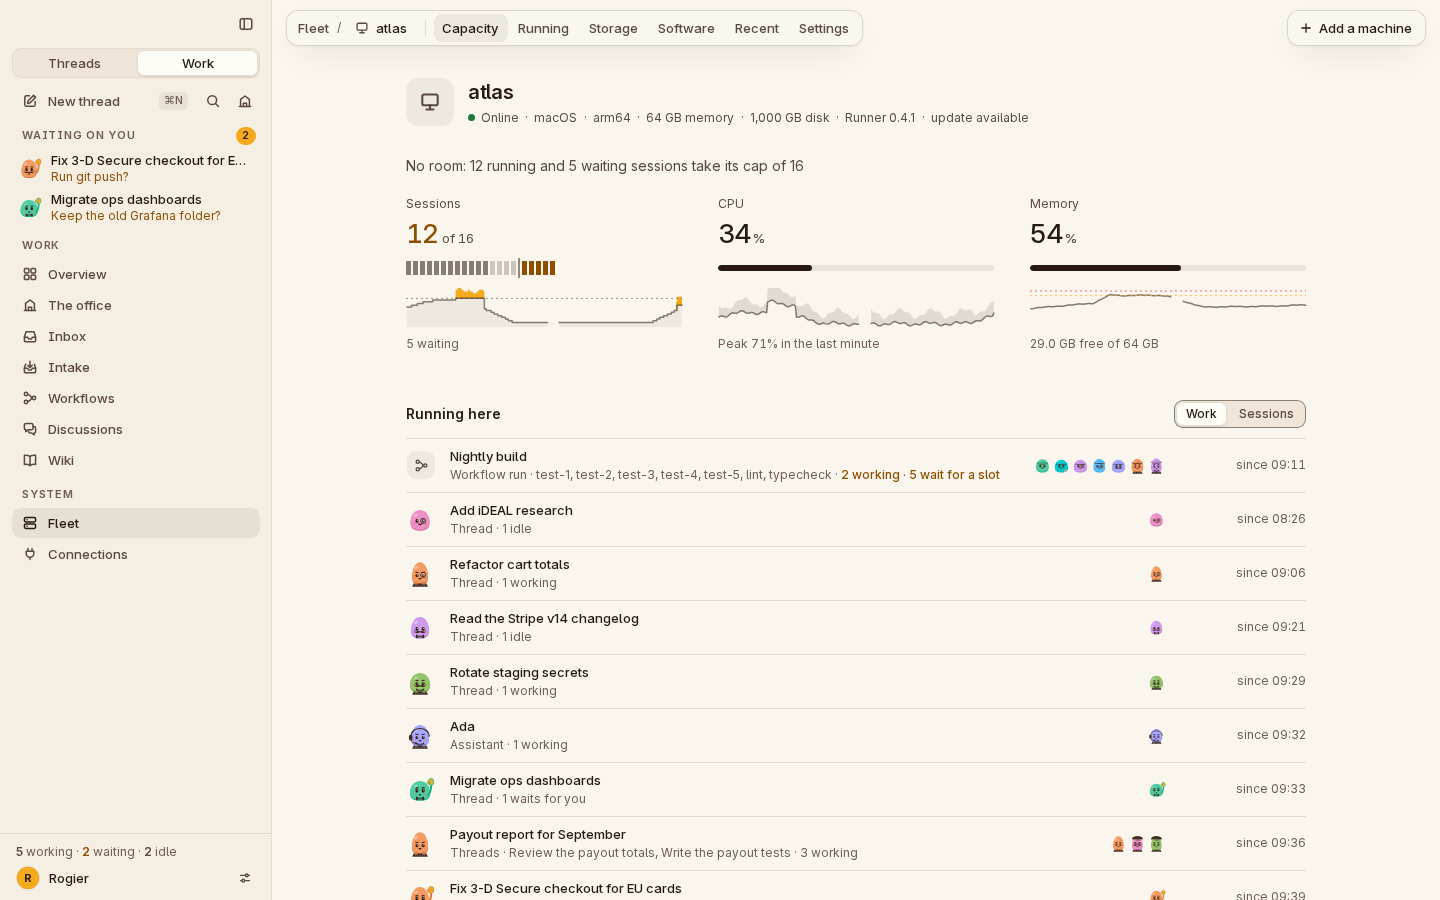 Threads
Work
New thread
⌘N
WAITING ON YOU
2
Fix 3-D Secure checkout for E…
Run git push?
Migrate ops dashboards
Keep the old Grafana folder?
WORK
Overview
The office
Inbox
Intake
Workflows
Discussions
Wiki
SYSTEM
Fleet
Connections
5 working · 2 waiting · 2 idle
R
Rogier
Fleet / atlas
Capacity
Running
Storage
Software
Recent
Settings
Add a machine
atlas
Online · macOS · arm64 · 64 GB memory · 1,000 GB disk · Runner 0.4.1 · update available
No room: 12 running and 5 waiting sessions take its cap of 16
Sessions
12 of 16
5 waiting
CPU
34%
Peak 71% in the last minute
Memory
54%
29.0 GB free of 64 GB
Running here
Work
Sessions
Nightly build
Workflow run · test-1, test-2, test-3, test-4, test-5, lint, typecheck · 2 working · 5 wait for a slot
since 09:11
Add iDEAL research
Thread · 1 idle
since 08:26
Refactor cart totals
Thread · 1 working
since 09:06
Read the Stripe v14 changelog
Thread · 1 idle
since 09:21
Rotate staging secrets
Thread · 1 working
since 09:29
Ada
Assistant · 1 working
since 09:32
Migrate ops dashboards
Thread · 1 waits for you
since 09:33
Payout report for September
Threads · Review the payout totals, Write the payout tests · 3 working
since 09:36
Fix 3-D Secure checkout for EU cards
since 09:39